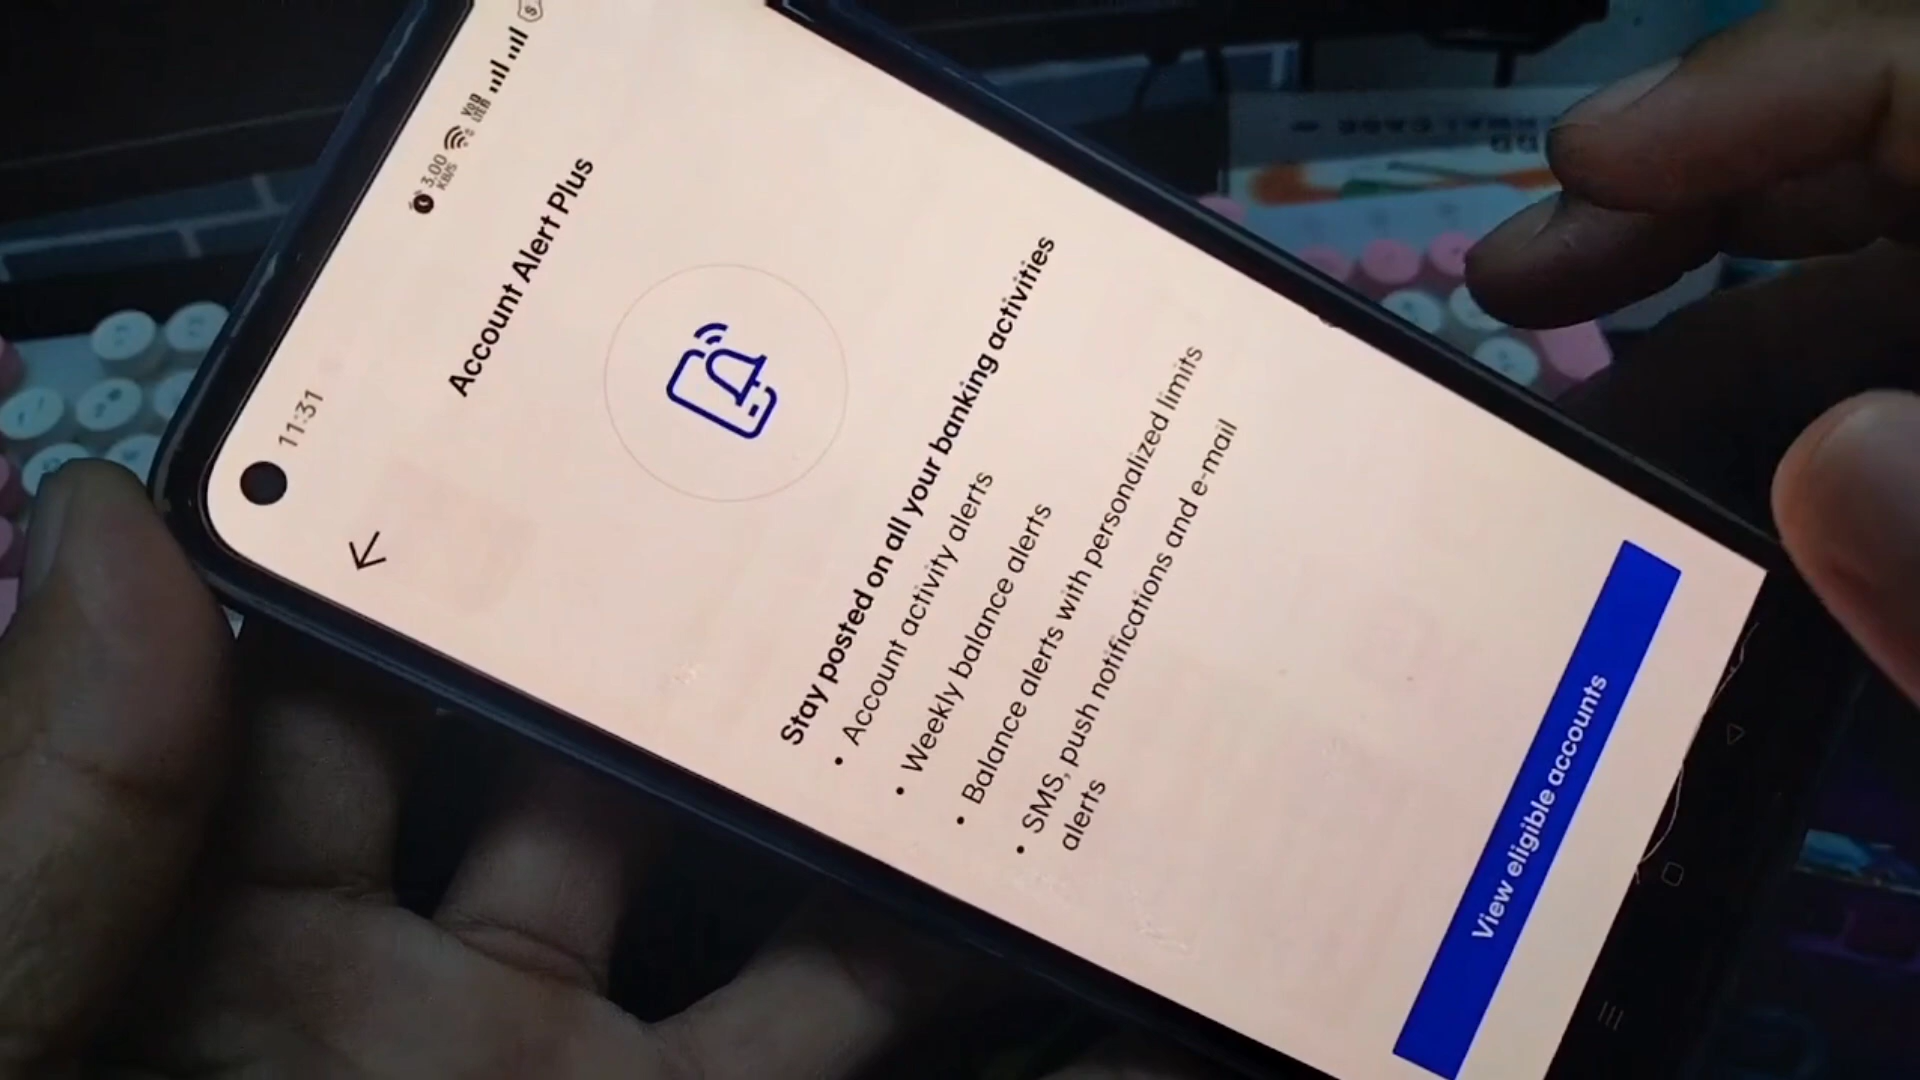 11:31
3.00
KB/S
Account Alert Plus
Stay posted on all your banking activities
• Account activity alerts
• Weekly balance alerts
• Balance alerts with personalized limits
• SMS, push notifications and e-mail
alerts
View eligible accounts